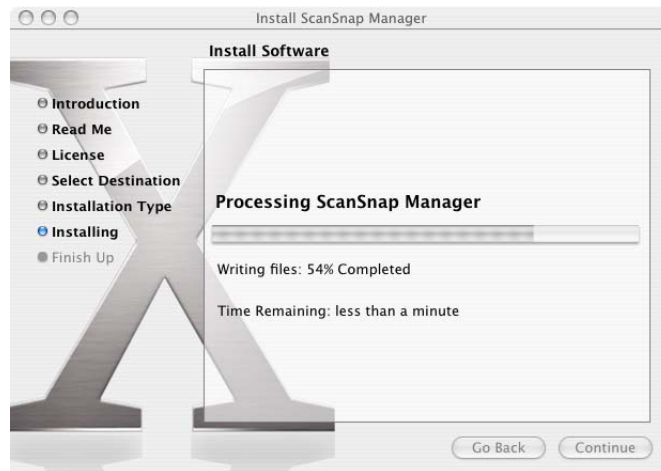 Install ScanSnap Manager
Install Software
Introduction
Read Me
License
Select Destination
Installation Type
Installing
Finish Up
Processing ScanSnap Manager
Writing files: 54% Completed
Time Remaining: less than a minute
Go Back
Continue